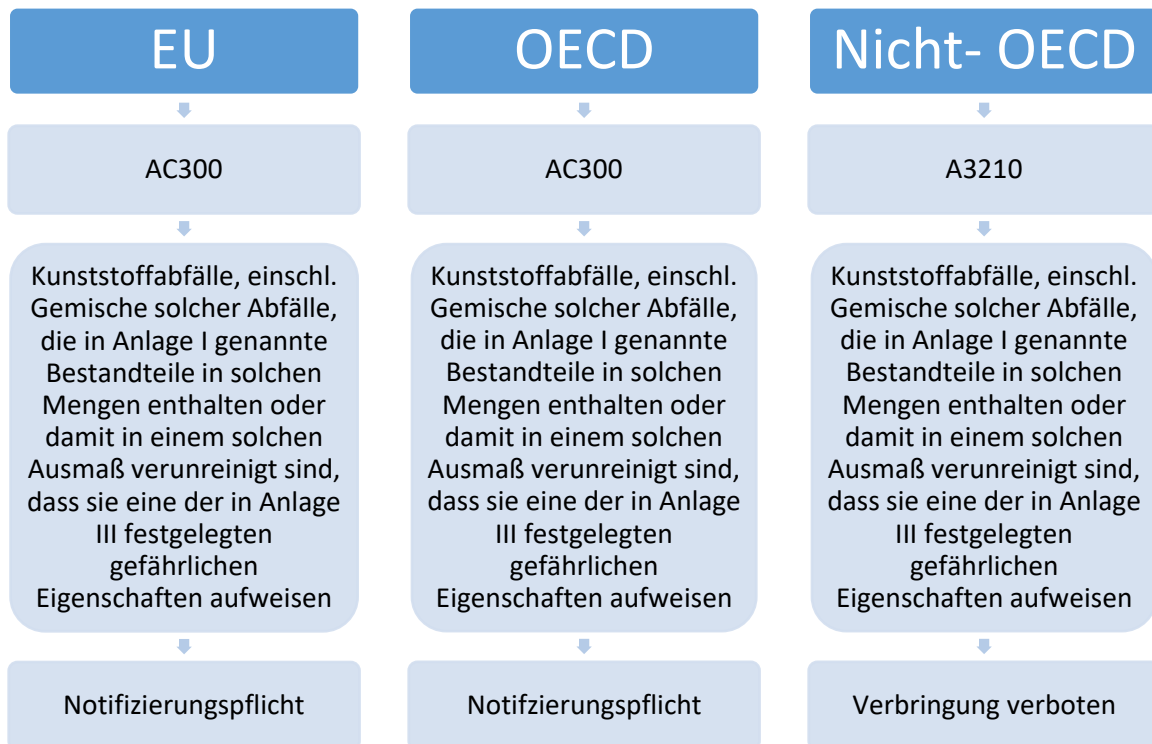 EU
AC300
Kunststoffabfälle, einschl.
Gemische solcher Abfälle,
die in Anlage I genannte
Bestandteile in solchen
Mengen enthalten oder
damit in einem solchen
Ausmaß verunreinigt sind,
dass sie eine der in Anlage
III festgelegten
gefährlichen
Eigenschaften aufweisen
Notifizierungspflicht
OECD
AC300
Kunststoffabfälle, einschl.
Gemische solcher Abfälle,
die in Anlage I genannte
Bestandteile in solchen
Mengen enthalten oder
damit in einem solchen
Ausmaß verunreinigt sind,
dass sie eine der in Anlage
III festgelegten
gefährlichen
Eigenschaften aufweisen
Notifzierungspflicht
Nicht- OECD
A3210
Kunststoffabfälle, einschl.
Gemische solcher Abfälle,
die in Anlage I genannte
Bestandteile in solchen
Mengen enthalten oder
damit in einem solchen
Ausmaß verunreinigt sind,
dass sie eine der in Anlage
III festgelegten
gefährlichen
Eigenschaften aufweisen
Verbringung verboten